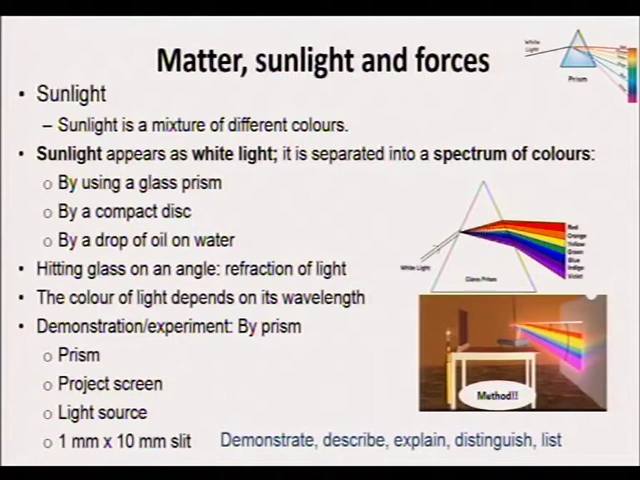 Matter, sunlight and forces
White
Light
Prism
• Sunlight
– Sunlight is a mixture of different colours.
• Sunlight appears as white light; it is separated into a spectrum of colours:
o By using a glass prism
o By a compact disc
o By a drop of oil on water
• Hitting glass on an angle: refraction of light
• The colour of light depends on its wavelength
• Demonstration/experiment: By prism
o Prism
o Project screen
o Light source
o 1 mm x 10 mm slit
Demonstrate, describe, explain, distinguish, list
White Light
Glass Prism
Red
Orange
Yellow
Green
Blue
Indigo
Violet
Method!!